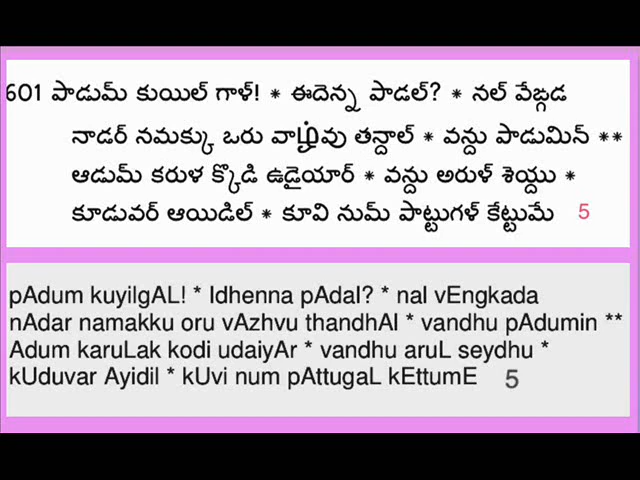 601 పాడుమ్ కుయిల్ గాళ్! * ఈదెన్న పాడల్? * నల్ వేఙ్గడ
నాడర్ నమక్కు ఒరు వాழ்వు తన్దాల్ * వన్దు పాడుమిన్ **
ఆడుమ్ కరుళ క్కొడి ఉడైయార్ * వన్దు అరుళ్ శెయ్దు *
కూడువర్ ఆయిడిల్ * కూవి నుమ్ పాట్టుగళ్ కేట్టుమే 5
pAdum kuyilgAL! * Idhenna pAdal? * nal vEngkada
nAdar namakku oru vAzhvu thandhAl * vandhu pAdumin **
Adum karuLak kodi udaiyAr * vandhu aruL seydhu *
kUduvar Ayidil * kUvi num pAttugaL kEttumE 5